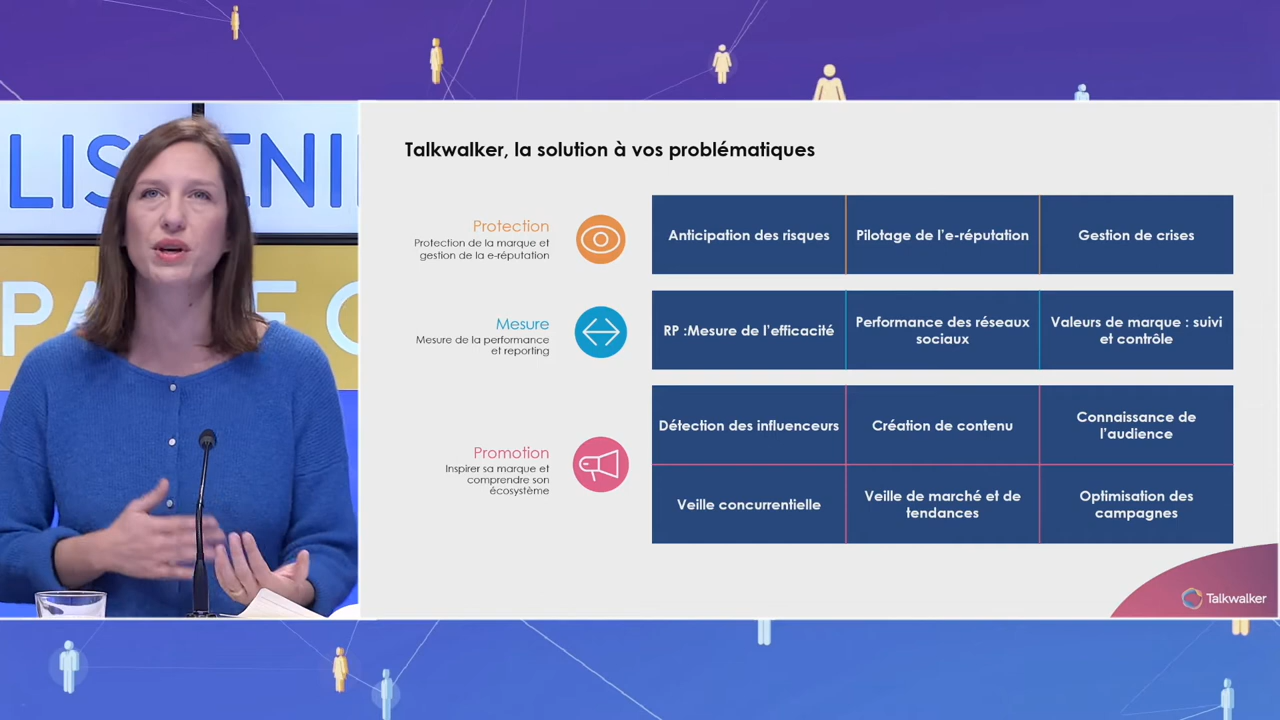 LISTENI
Talkwalker, la solution à vos problématiques
Protection
Protection de la marque et
gestion de la e-réputation
Anticipation des risques
Pilotage de l'e-réputation
Gestion de crises
Mesure
Mesure de la performance
et reporting
RP :Mesure de l'efficacité
Performance des réseaux
sociaux
Valeurs de marque : suivi
et contrôle
Promotion
Inspirer sa marque et
comprendre son
écosystème
Détection des influenceurs
Création de contenu
Connaissance de
l'audience
Veille concurrentielle
Veille de marché et de
tendances
Optimisation des
campagnes
Talkwalker